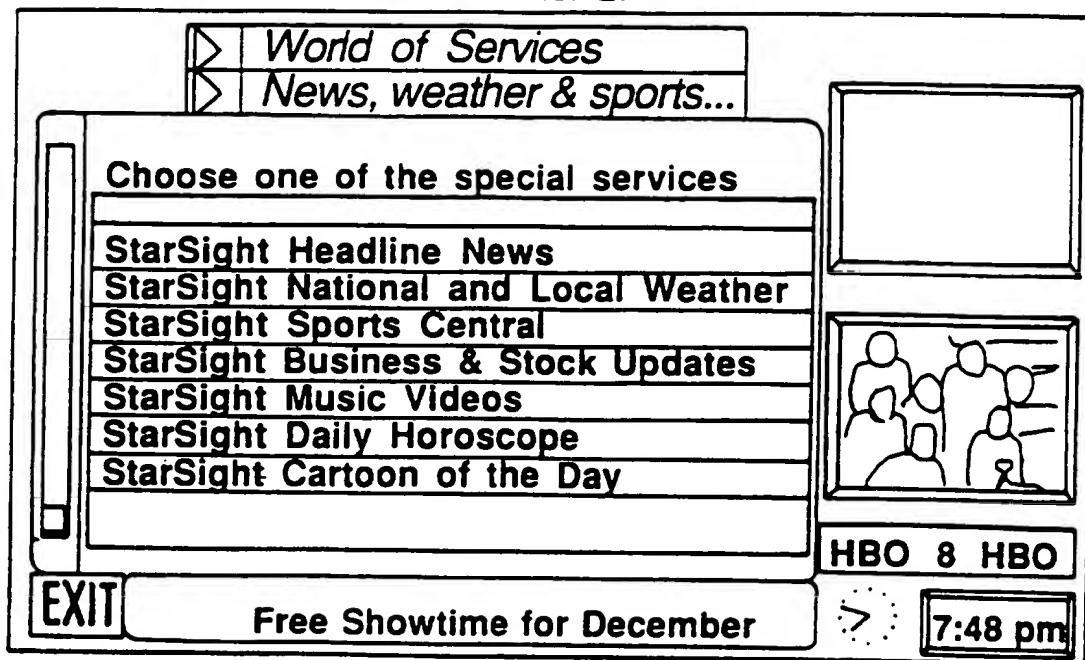 World of Services
News, weather & sports...
Choose one of the special services
StarSight Headline News
StarSight National and Local Weather
StarSight Sports Central
StarSight Business & Stock Updates
StarSight Music Videos
StarSight Daily Horoscope
StarSight Cartoon of the Day
HBO 8 HBO
EXIT
Free Showtime for December
7:48 pm